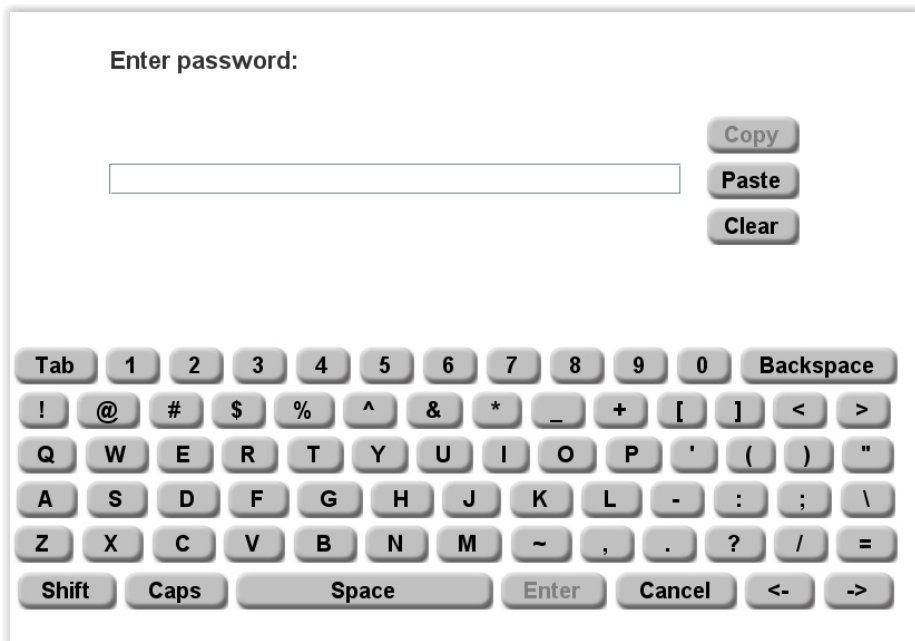 Enter password:
Copy
Paste
Clear
Tab 1 2 3 4 5 6 7 8 9 0 Backspace
! @ # $ % ^ & * _ + [ ] < >
Q W E R T Y U I O P ' ( ) "
A S D F G H J K L - : ; \
Z X C V B N M ~ , . ? / =
Shift Caps Space Enter Cancel <- ->